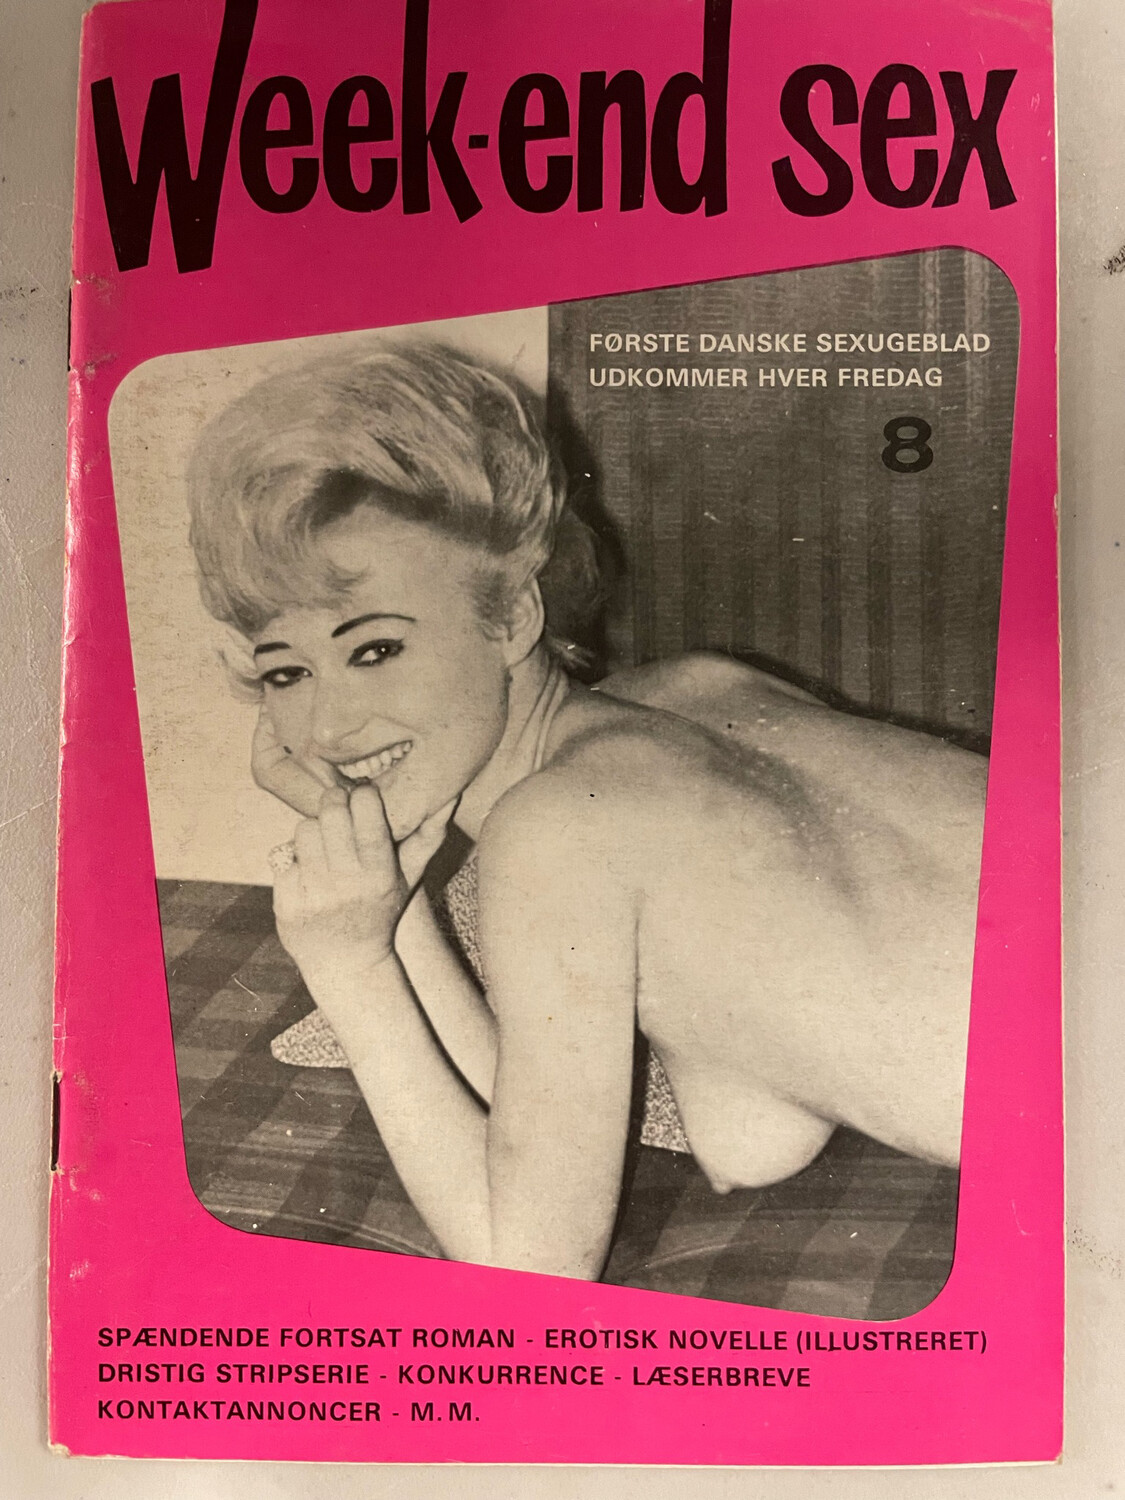 Week-end sex
FØRSTE DANSKE SEXUGEBLAD
UDKOMMER HVER FREDAG
8
SPÆNDENDE FORTSAT ROMAN - EROTISK NOVELLE (ILLUSTRERET)
DRISTIG STRIPSERIE - KONKURRENCE - LÆSERBREVE
KONTAKTANNONCER - M.M.